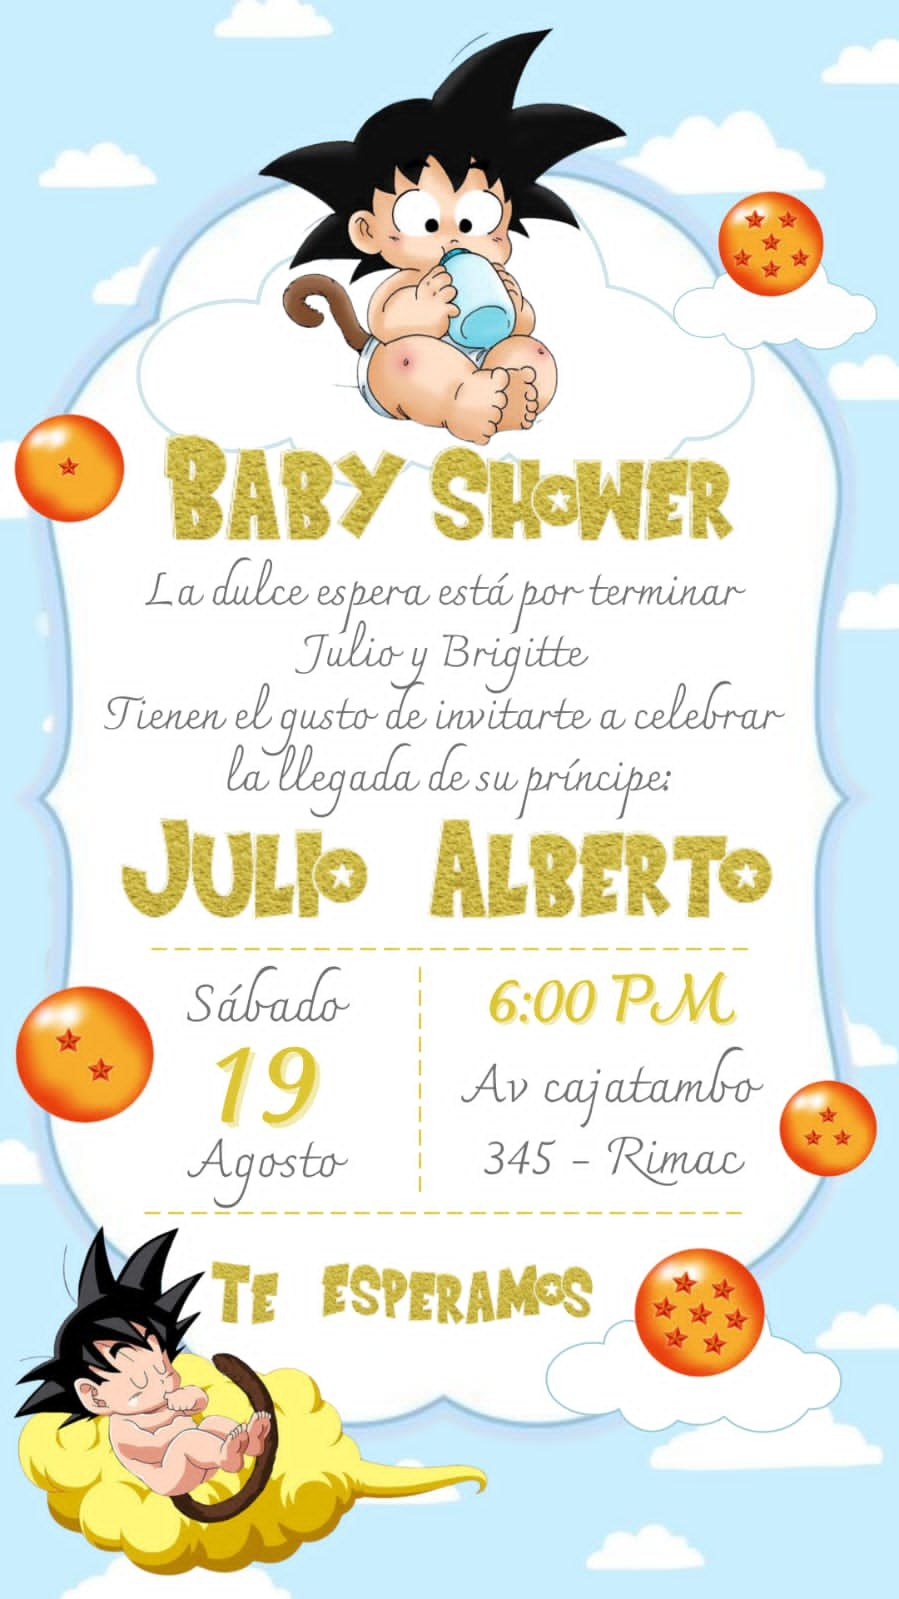 BABY SHOWER
La dulce espera está por terminar
Julio y Brigitte
Tienen el gusto de invitarte a celebrar
la llegada de su príncipe:
JULIO ALBERTO
Sábado
19
Agosto
6:00 PM
Av cajatambo
345 - Rimac
TE ESPERAMOS